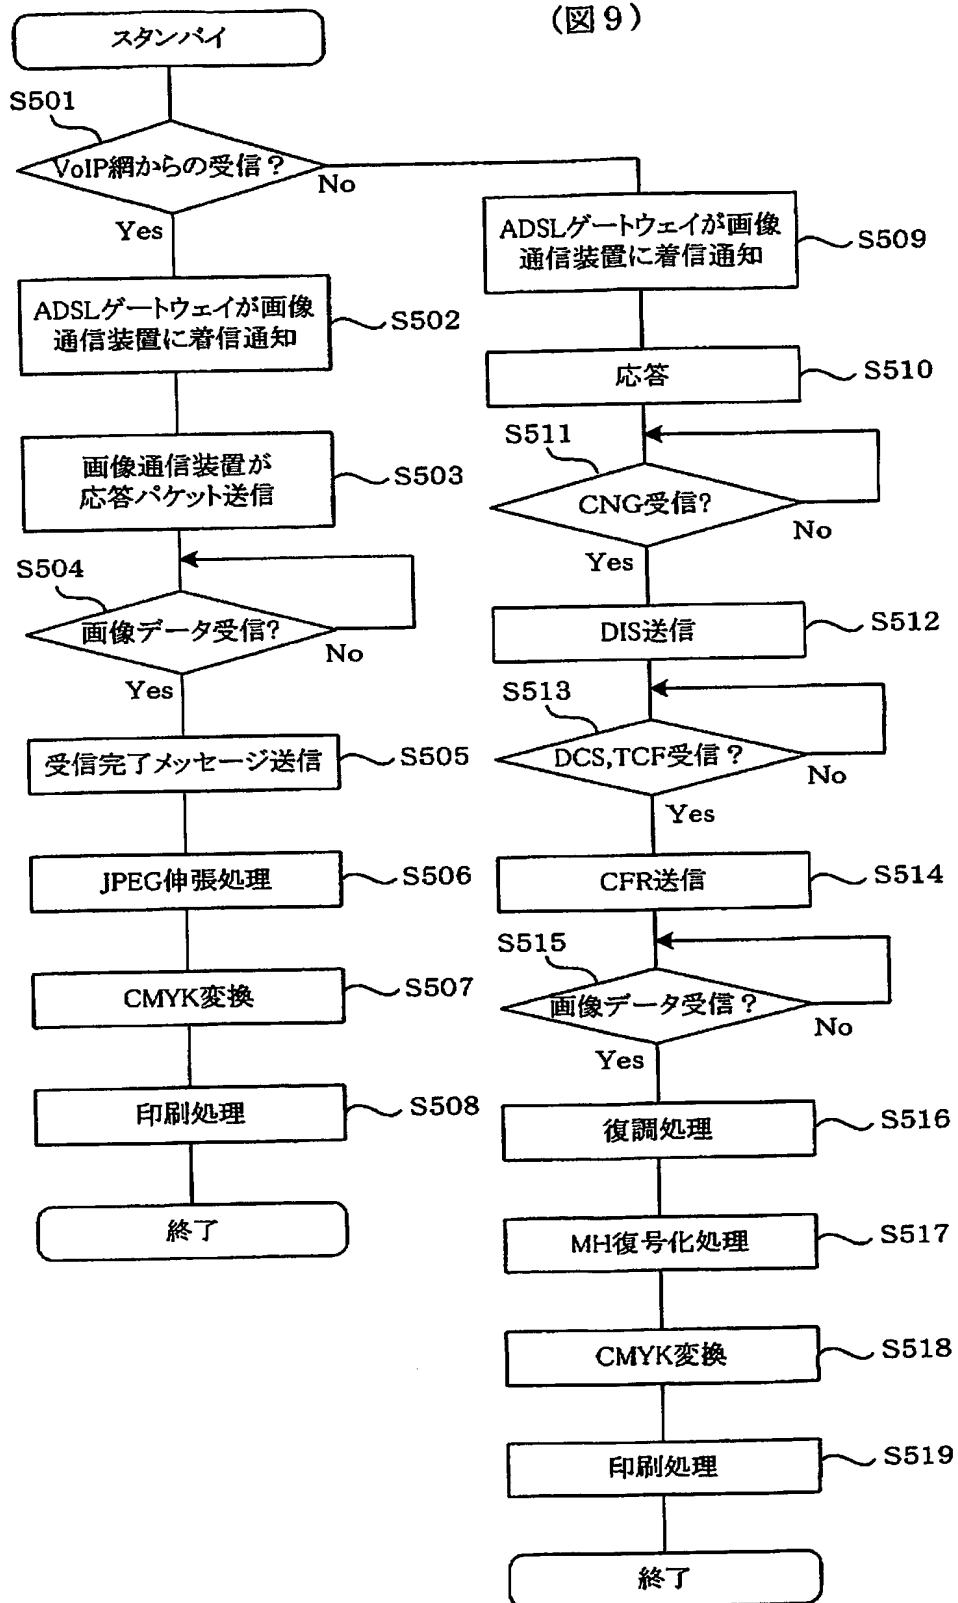 (図9)
スタンバイ
S501
VoIP網からの受信？
No
Yes
ADSLゲートウェイが画像
通信装置に着信通知
S502
画像通信装置が
応答パケット送信
S503
S504
画像データ受信？
No
Yes
受信完了メッセージ送信
S505
JPEG伸張処理
S506
CMYK変換
S507
印刷処理
S508
終了
ADSLゲートウェイが画像
通信装置に着信通知
S509
応答
S510
S511
CNG受信？
No
Yes
DIS送信
S512
S513
DCS,TCF受信？
No
Yes
CFR送信
S514
S515
画像データ受信？
No
Yes
復調処理
S516
MH復号化処理
S517
CMYK変換
S518
印刷処理
S519
終了